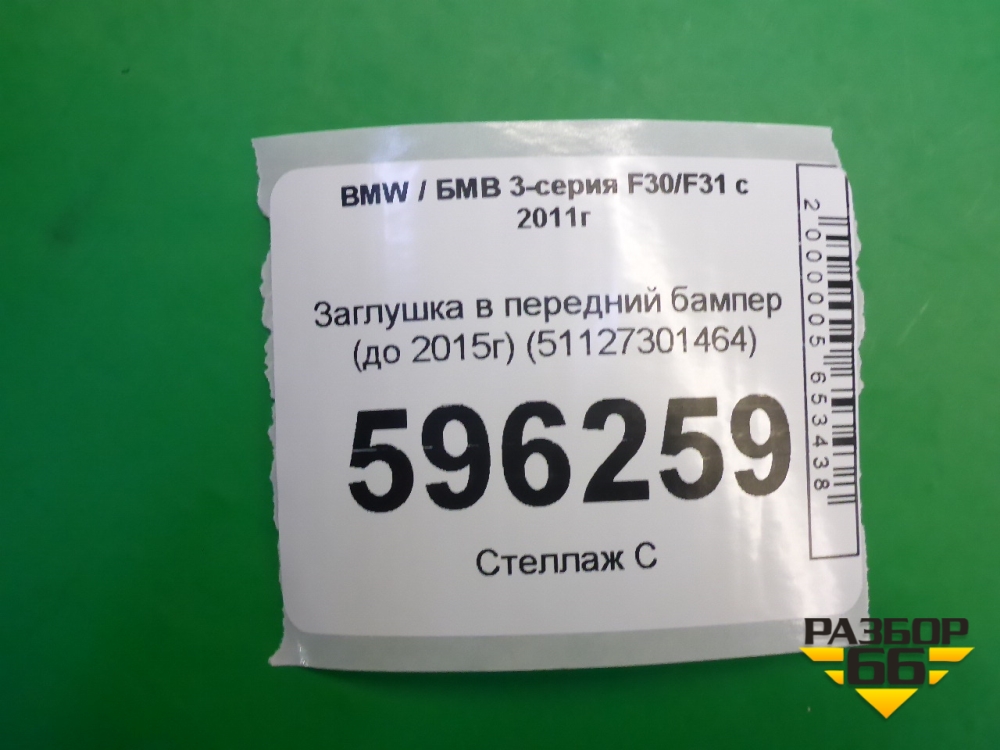 BMW / БМВ 3-серия F30/F31 с
2011г
Заглушка в передний бампер
(до 2015г) (51127301464)
596259
Стеллаж С
2000005653438
РАЗБОР
66